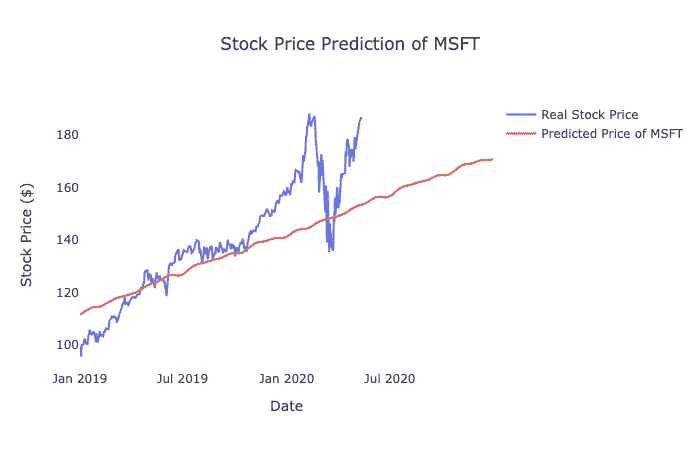 Stock Price Prediction of MSFT
Real Stock Price
Predicted Price of MSFT
Stock Price ($)
180
160
140
120
100
Jan 2019
Jul 2019
Jan 2020
Jul 2020
Date